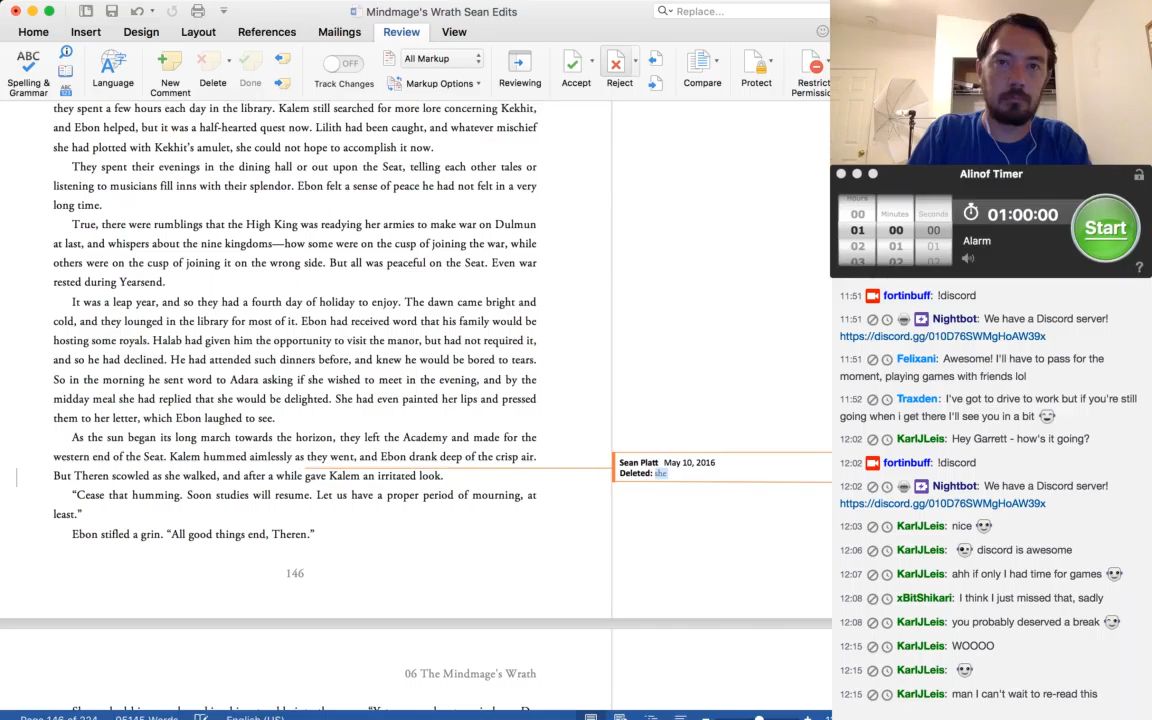 Mindmage's Wrath Sean Edits
Replace...
Home Insert Design Layout References Mailings Review View
ABC
Spelling & Grammar
Language
New Comment
Delete
Done
OFF
Track Changes
All Markup
Markup Options
Reviewing
Accept
Reject
Compare
Protect
Restrict
Permissio
they spent a few hours each day in the library. Kalem still searched for more lore concerning Kekhit,
and Ebon helped, but it was a half-hearted quest now. Lilith had been caught, and whatever mischief
she had plotted with Kekhit's amulet, she could not hope to accomplish it now.
They spent their evenings in the dining hall or out upon the Seat, telling each other tales or
listening to musicians fill inns with their splendor. Ebon felt a sense of peace he had not felt in a very
long time.
True, there were rumblings that the High King was readying her armies to make war on Dulmun
at last, and whispers about the nine kingdoms—how some were on the cusp of joining the war, while
others were on the cusp of joining it on the wrong side. But all was peaceful on the Seat. Even war
rested during Yearsend.
It was a leap year, and so they had a fourth day of holiday to enjoy. The dawn came bright and
cold, and they lounged in the library for most of it. Ebon had received word that his family would be
hosting some royals. Halab had given him the opportunity to visit the manor, but had not required it,
and so he had declined. He had attended such dinners before, and knew he would be bored to tears.
So in the morning he sent word to Adara asking if she wished to meet in the evening, and by the
midday meal she had replied that she would be delighted. She had even painted her lips and pressed
them to her letter, which Ebon laughed to see.
As the sun began its long march towards the horizon, they left the Academy and made for the
western end of the Seat. Kalem hummed aimlessly as they went, and Ebon drank deep of the crisp air.
But Theren scowled as she walked, and after a while gave Kalem an irritated look.
“Cease that humming. Soon studies will resume. Let us have a proper period of mourning, at
least.”
Ebon stifled a grin. “All good things end, Theren.”
146
Sean Platt May 10, 2016
Deleted: she
06 The Mindmage's Wrath
Page 146 of 224 95145 Words English (US)
Alinof Timer
Hours Minutes Seconds
00
01 00 00
02 01 01
03 02 02
01:00:00
Alarm
Start
?
11:51 fortinbuff: !discord
11:51 Nightbot: We have a Discord server!
https://discord.gg/010D76SWMgHoAW39x
11:51 Felixani: Awesome! I'll have to pass for the
moment, playing games with friends lol
11:52 Traxden: I've got to drive to work but if you're still
going when i get there I'll see you in a bit
12:02 KarlJLeis: Hey Garrett - how's it going?
12:02 fortinbuff: !discord
12:02 Nightbot: We have a Discord server!
https://discord.gg/010D76SWMgHoAW39x
12:03 KarlJLeis: nice
12:06 KarlJLeis: discord is awesome
12:07 KarlJLeis: ahh if only I had time for games
12:08 xBitShikari: I think I just missed that, sadly
12:08 KarlJLeis: you probably deserved a break
12:15 KarlJLeis: WOOOO
12:15 KarlJLeis:
12:15 KarlJLeis: man I can't wait to re-read this